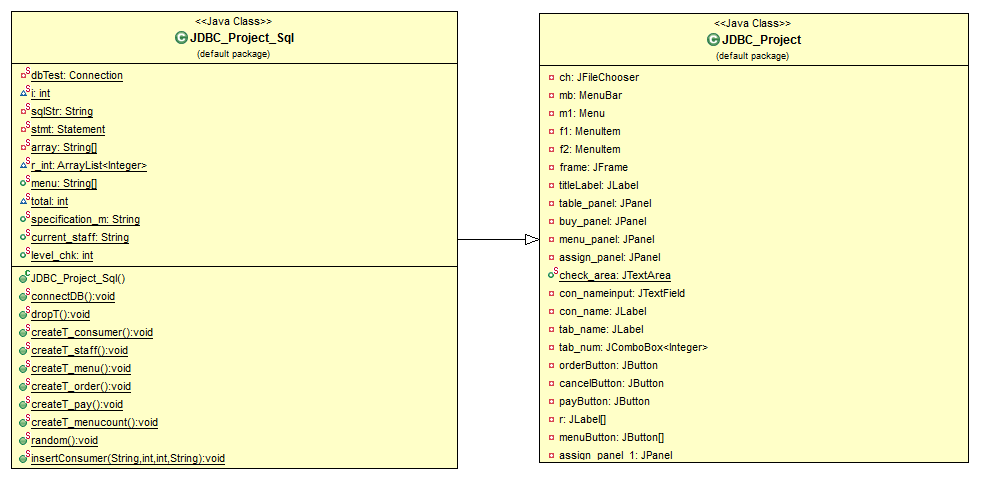 <<Java Class>>
JDBC_Project_Sql
(default package)
dbTest: Connection
i: int
sqlStr: String
stmt: Statement
array: String[]
r_int: ArrayList<Integer>
menu: String[]
total: int
specification_m: String
current_staff: String
level_chk: int
JDBC_Project_Sql()
connectDB():void
dropT():void
createT_consumer():void
createT_staff():void
createT_menu():void
createT_order():void
createT_pay():void
createT_menucount():void
random():void
insertConsumer(String,int,int,String):void
<<Java Class>>
JDBC_Project
(default package)
ch: JFileChooser
mb: MenuBar
m1: Menu
f1: MenuItem
f2: MenuItem
frame: JFrame
titleLabel: JLabel
table_panel: JPanel
buy_panel: JPanel
menu_panel: JPanel
assign_panel: JPanel
check_area: JTextArea
con_nameinput: JTextField
con_name: JLabel
tab_name: JLabel
tab_num: JComboBox<Integer>
orderButton: JButton
cancelButton: JButton
payButton: JButton
r: JLabel[]
menuButton: JButton[]
assign_panel_1: JPanel